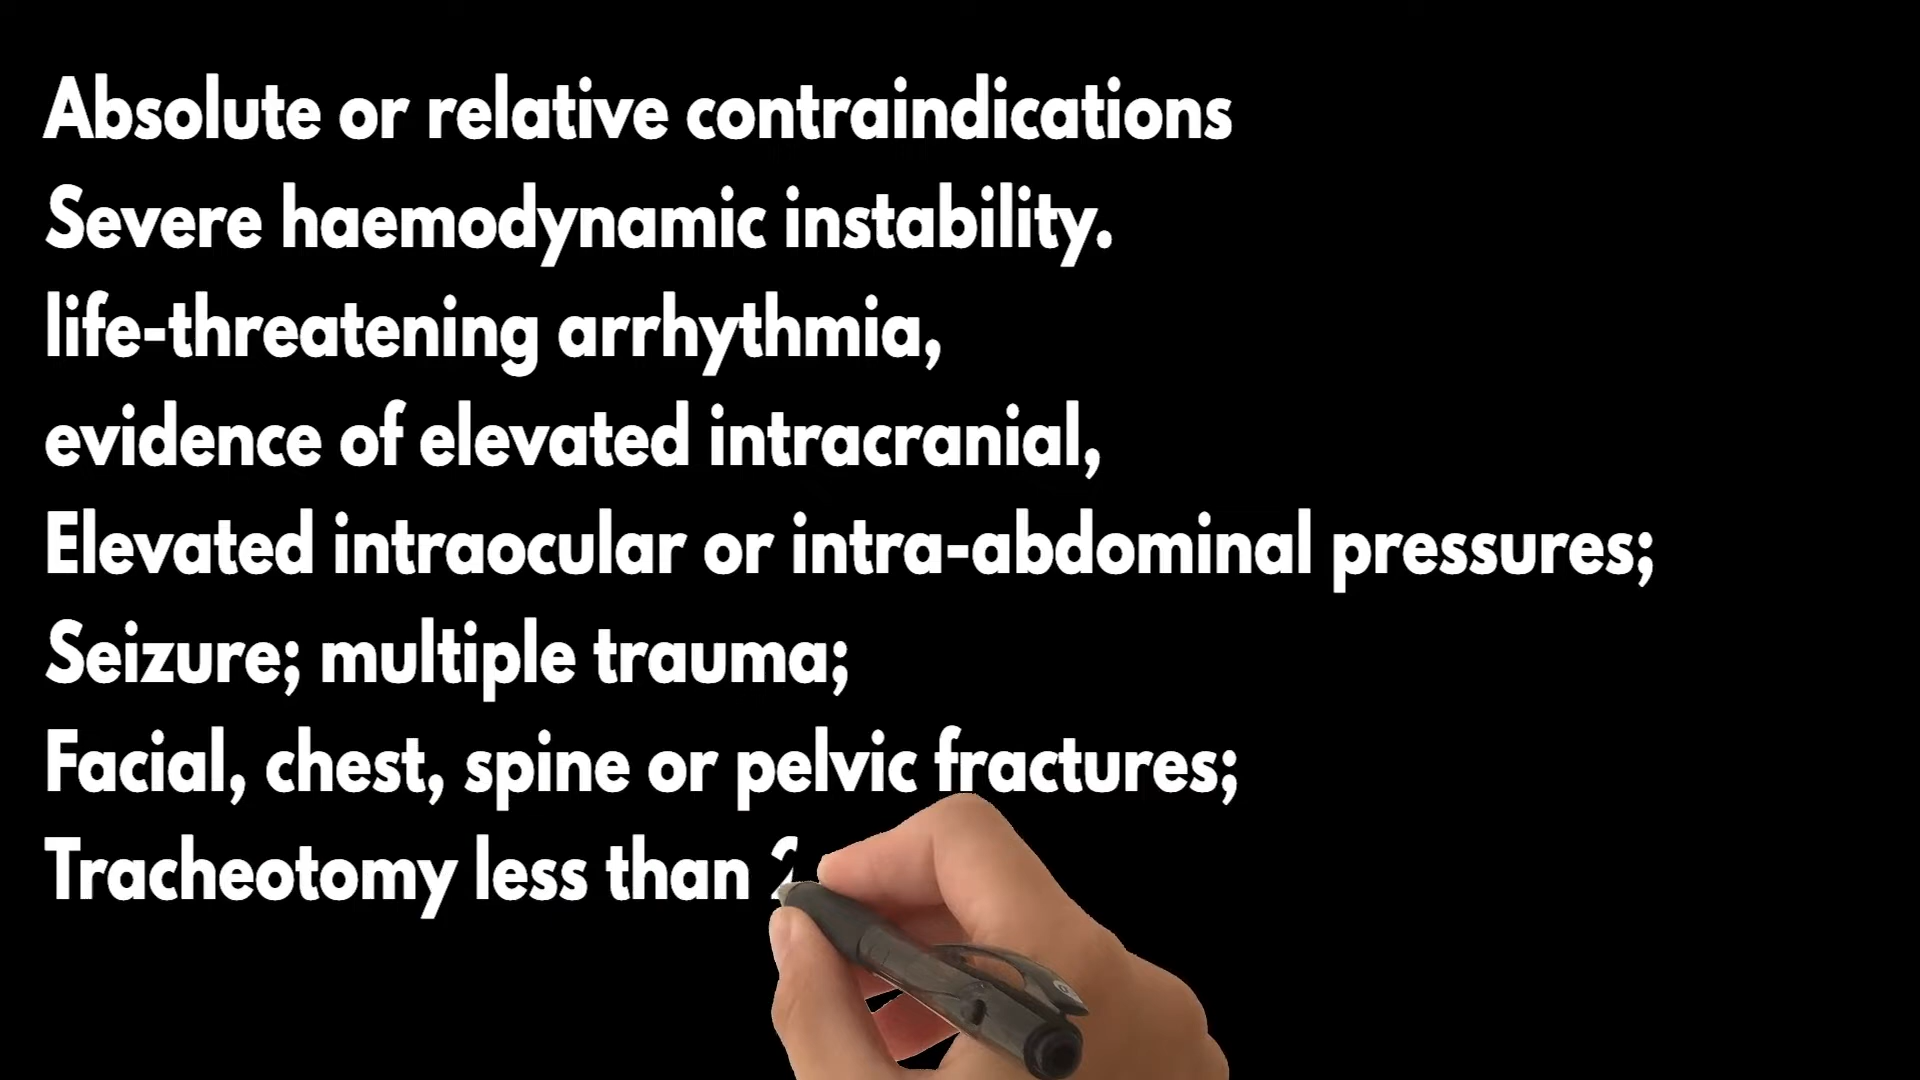 Absolute or relative contraindications
Severe haemodynamic instability.
life-threatening arrhythmia,
evidence of elevated intracranial,
Elevated intraocular or intra-abdominal pressures;
Seizure; multiple trauma;
Facial, chest, spine or pelvic fractures;
Tracheotomy less than